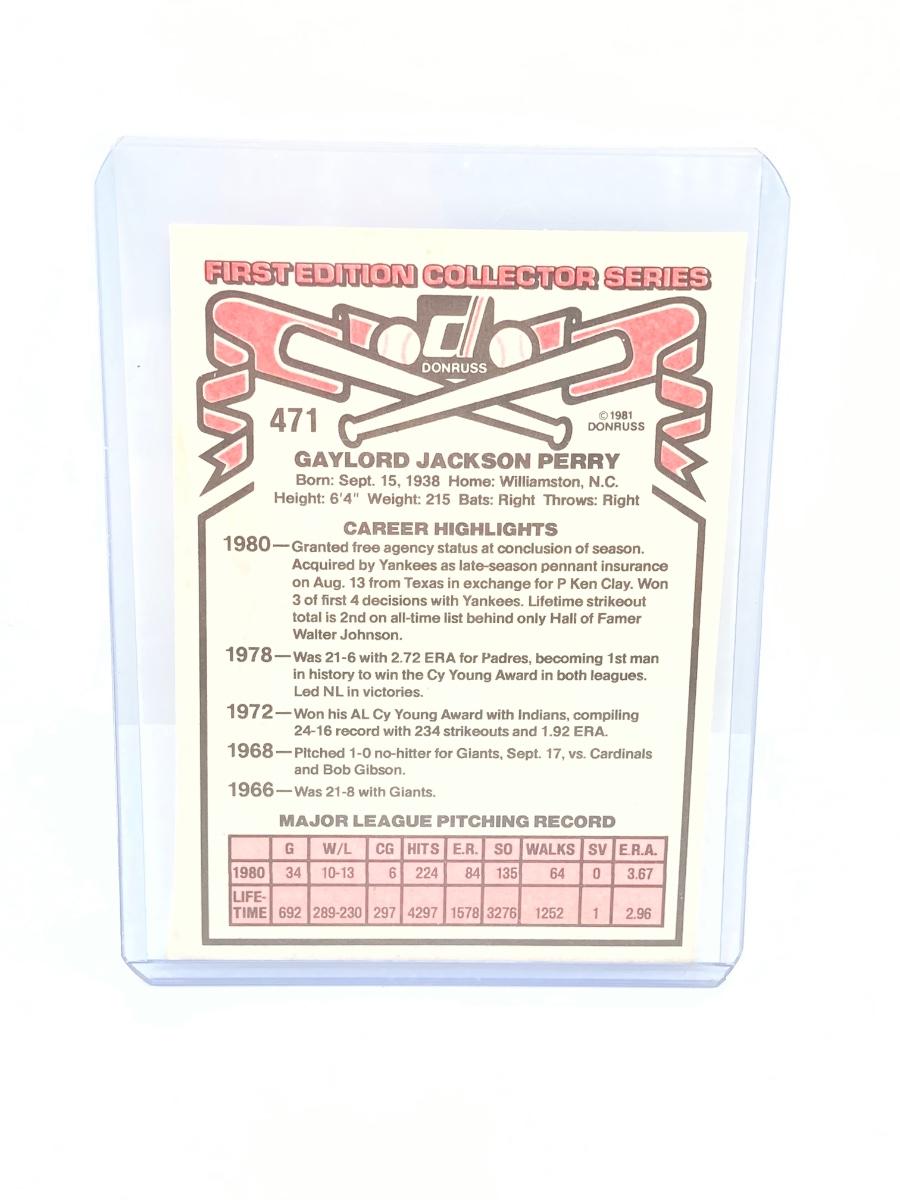 FIRST EDITION COLLECTOR SERIES
d
DONRUSS
471
© 1981
DONRUSS
GAYLORD JACKSON PERRY
Born: Sept. 15, 1938 Home: Williamston, N.C.
Height: 6'4" Weight: 215 Bats: Right Throws: Right
CAREER HIGHLIGHTS
1980—Granted free agency status at conclusion of season.
Acquired by Yankees as late-season pennant insurance
on Aug. 13 from Texas in exchange for P Ken Clay. Won
3 of first 4 decisions with Yankees. Lifetime strikeout
total is 2nd on all-time list behind only Hall of Famer
Walter Johnson.
1978—Was 21-6 with 2.72 ERA for Padres, becoming 1st man
in history to win the Cy Young Award in both leagues.
Led NL in victories.
1972—Won his AL Cy Young Award with Indians, compiling
24-16 record with 234 strikeouts and 1.92 ERA.
1968—Pitched 1-0 no-hitter for Giants, Sept. 17, vs. Cardinals
and Bob Gibson.
1966—Was 21-8 with Giants.
MAJOR LEAGUE PITCHING RECORD
G W/L CG HITS E.R. SO WALKS SV E.R.A.
1980 34 10-13 6 224 84 135 64 0 3.67
LIFE-
TIME 692 289-230 297 4297 1578 3276 1252 1 2.96